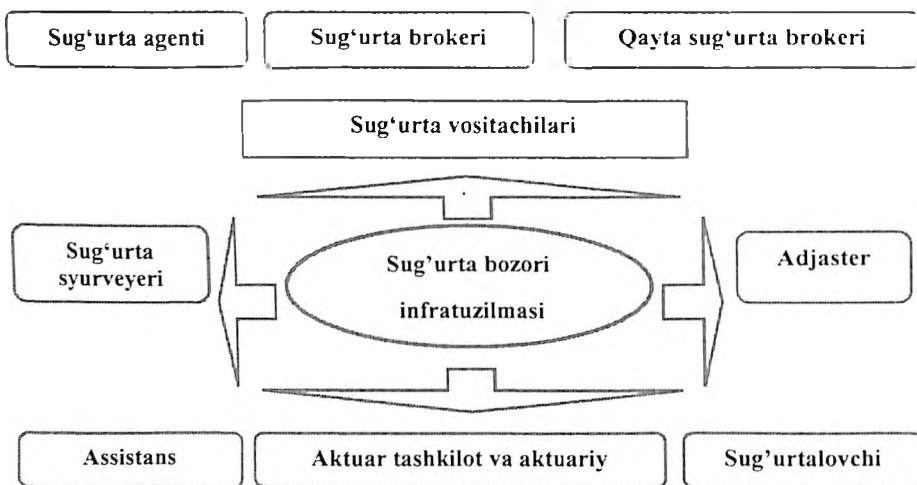 Sug‘urta agenti
Sug‘urta brokeri
Qayta sug‘urta brokeri
Sug‘urta vositachilari
Sug‘urta
syurveyeri
Sug'urta bozori
infratuzilmasi
Adjaster
Assistans
Aktuar tashkilot va aktuariy
Sug'urtalovchi